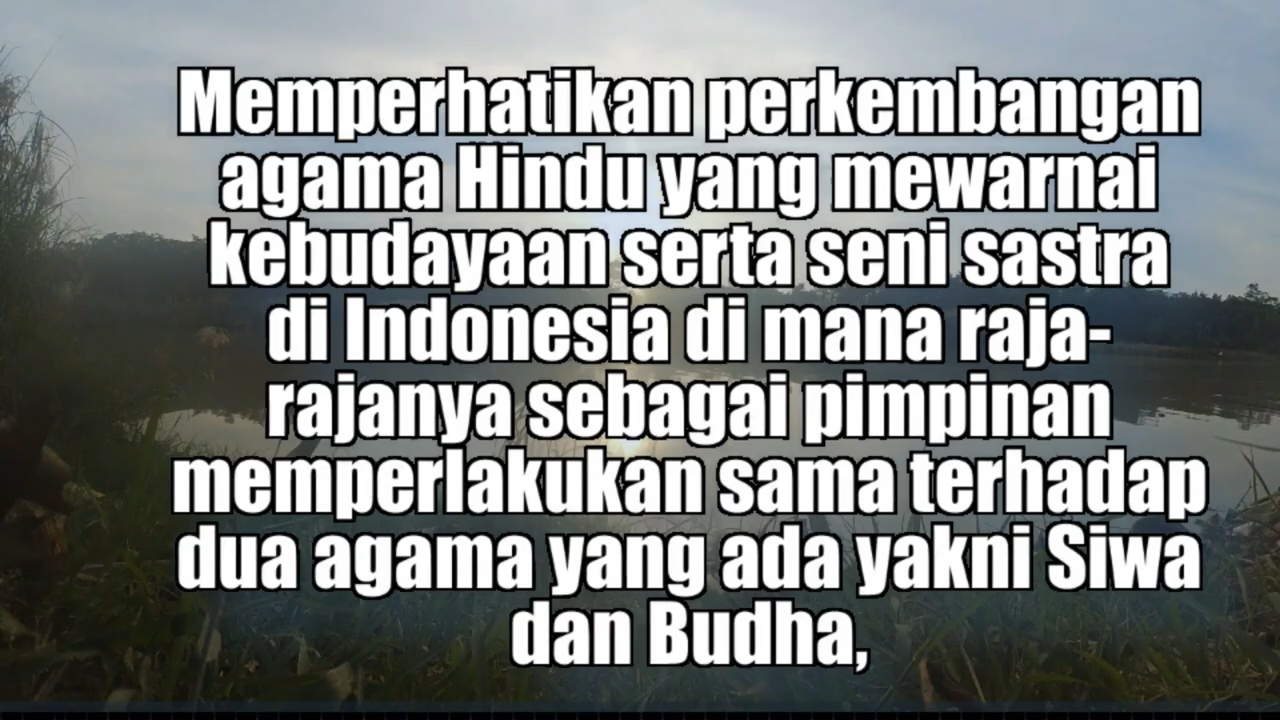 Memperhatikan perkembangan
agama Hindu yang mewarnai
kebudayaan serta seni sastra
di Indonesia di mana raja-
rajanya sebagai pimpinan
memperlakukan sama terhadap
dua agama yang ada yakni Siwa
dan Budha,